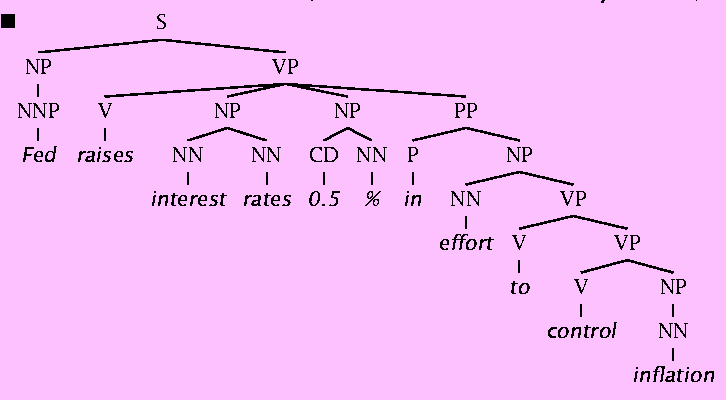 S
NP VP
NNP V NP NP PP
Fed raises NN NN CD NN P NP
interest rates 0.5 % in NN VP
effort V VP
to V NP
control NN
inflation